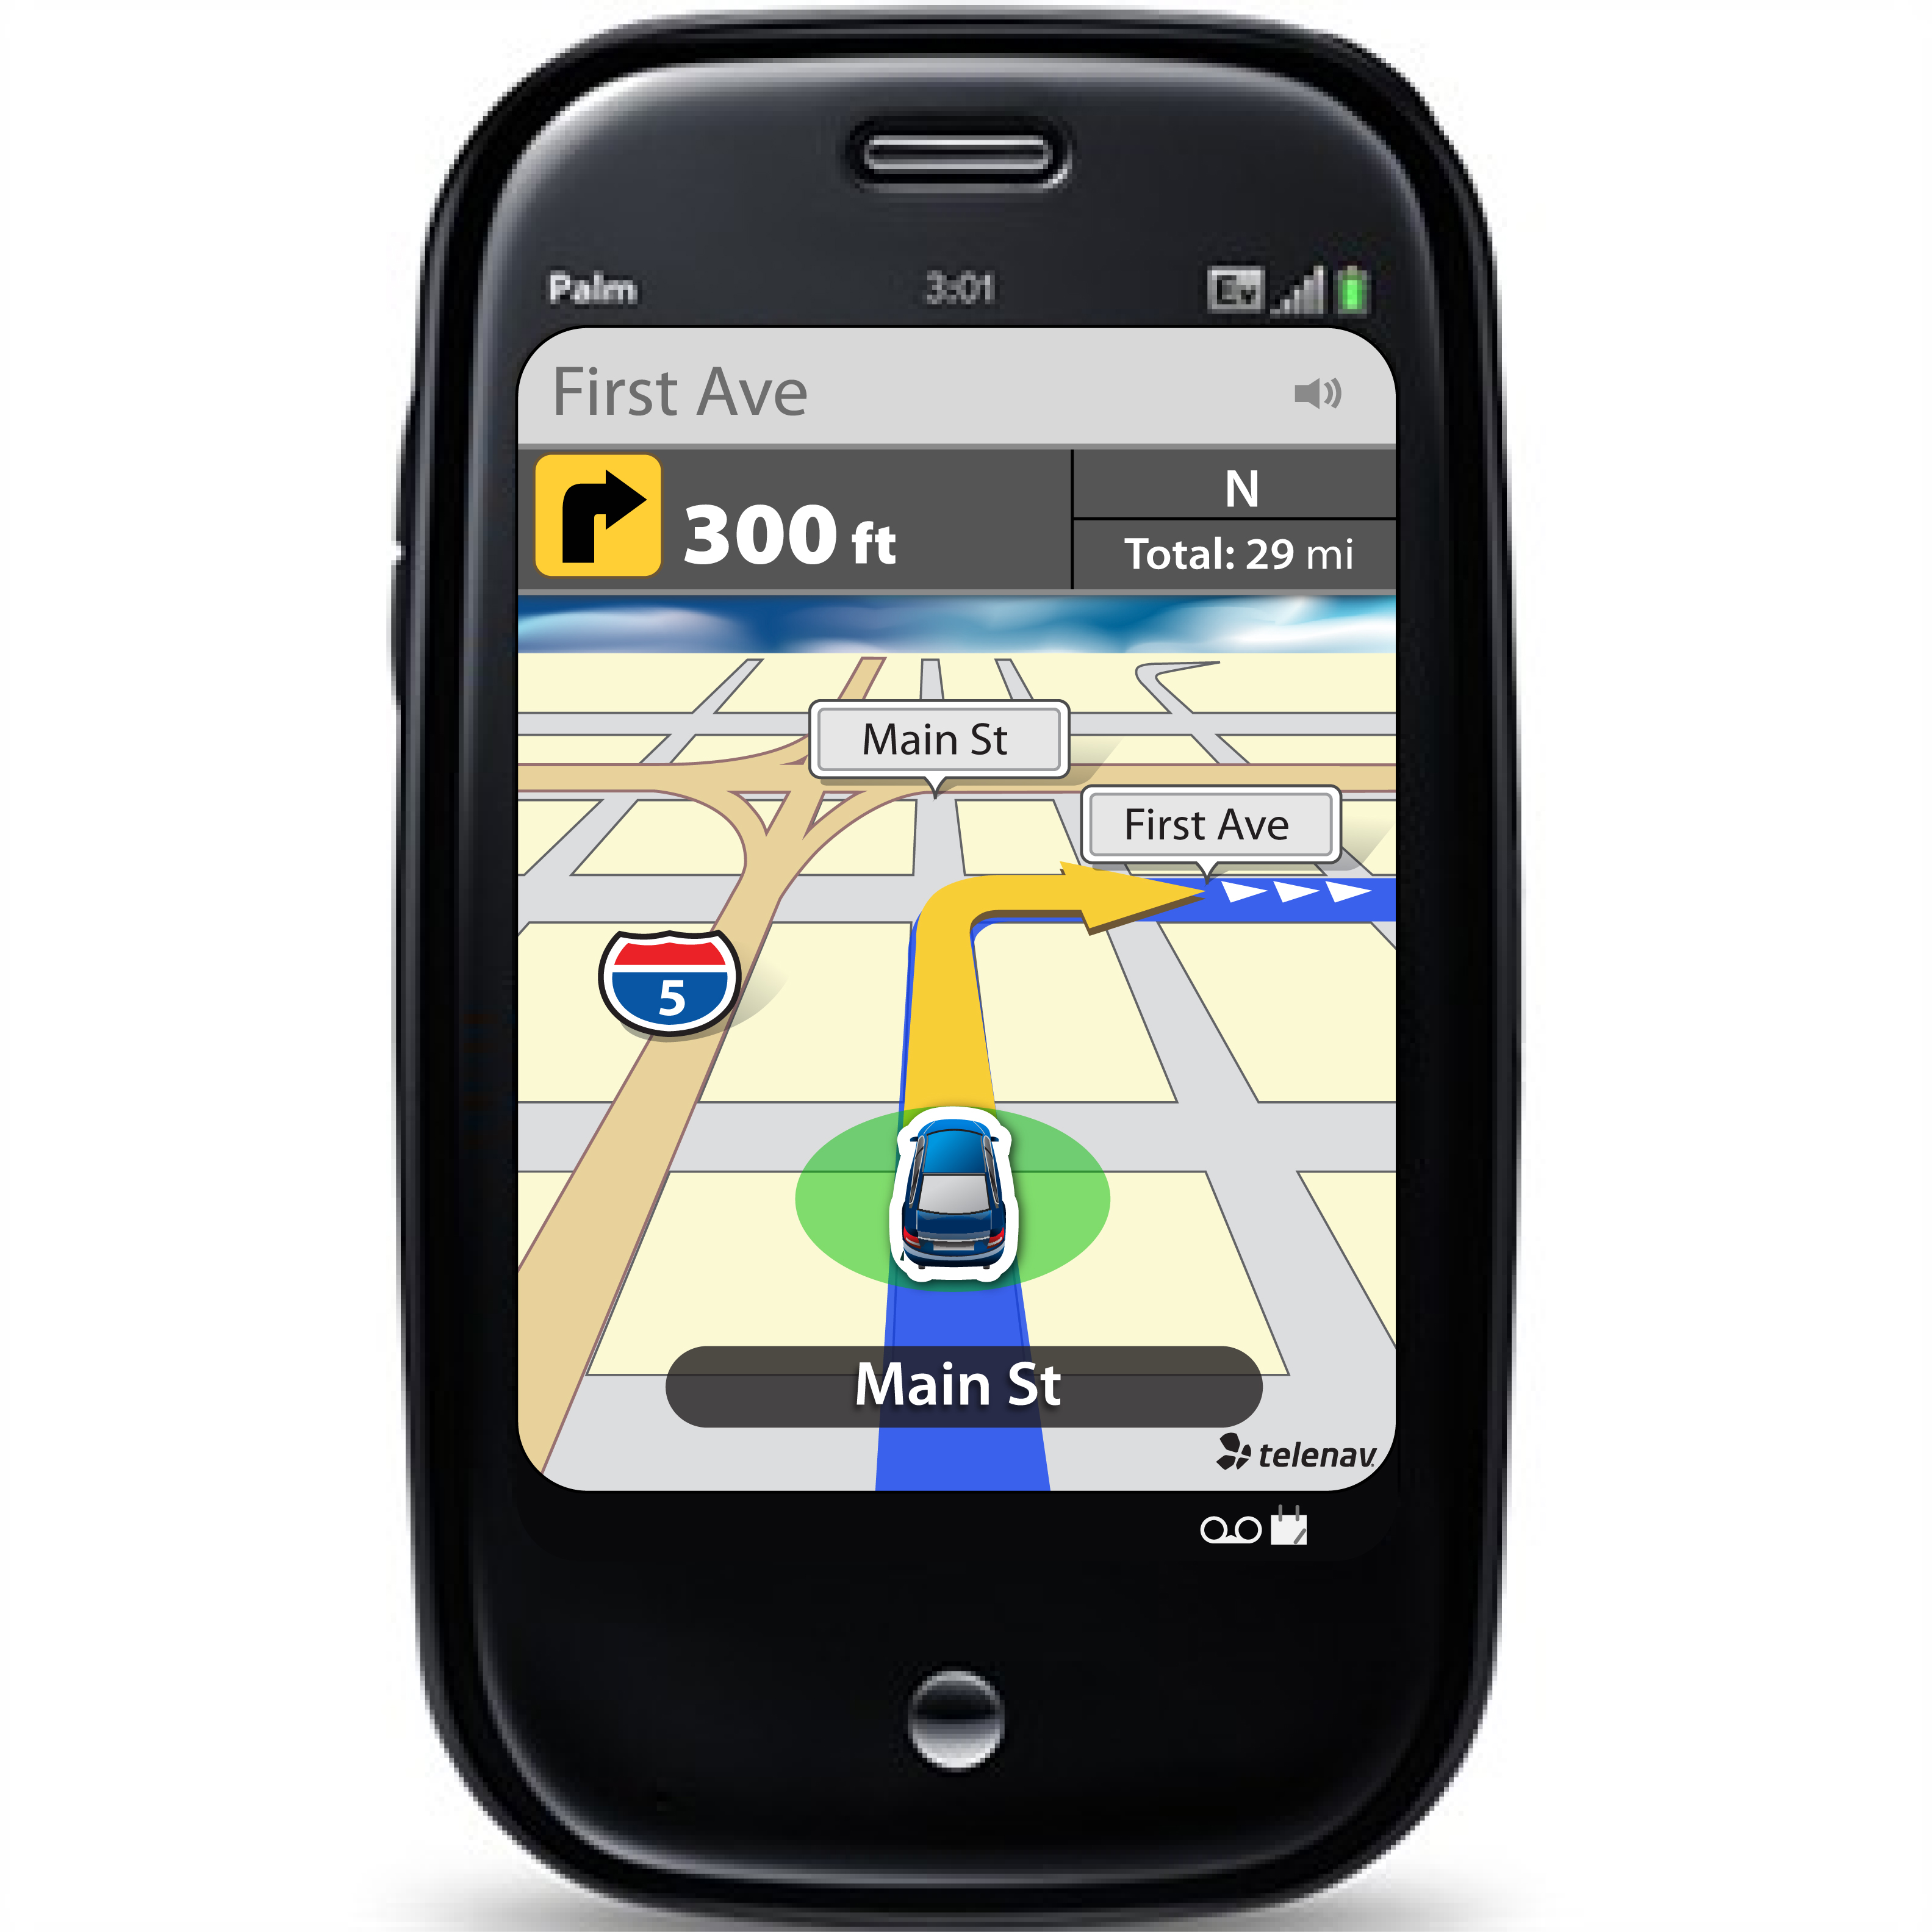 Palm 3:01 Ev
First Ave
300 ft
N
Total: 29 mi
Main St
First Ave
5
Main St
telenav